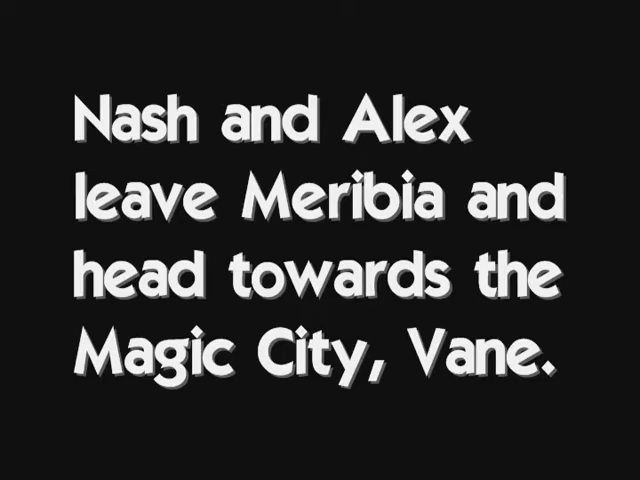 Nash and Alex
leave Meribia and
head towards the
Magic City, Vane.